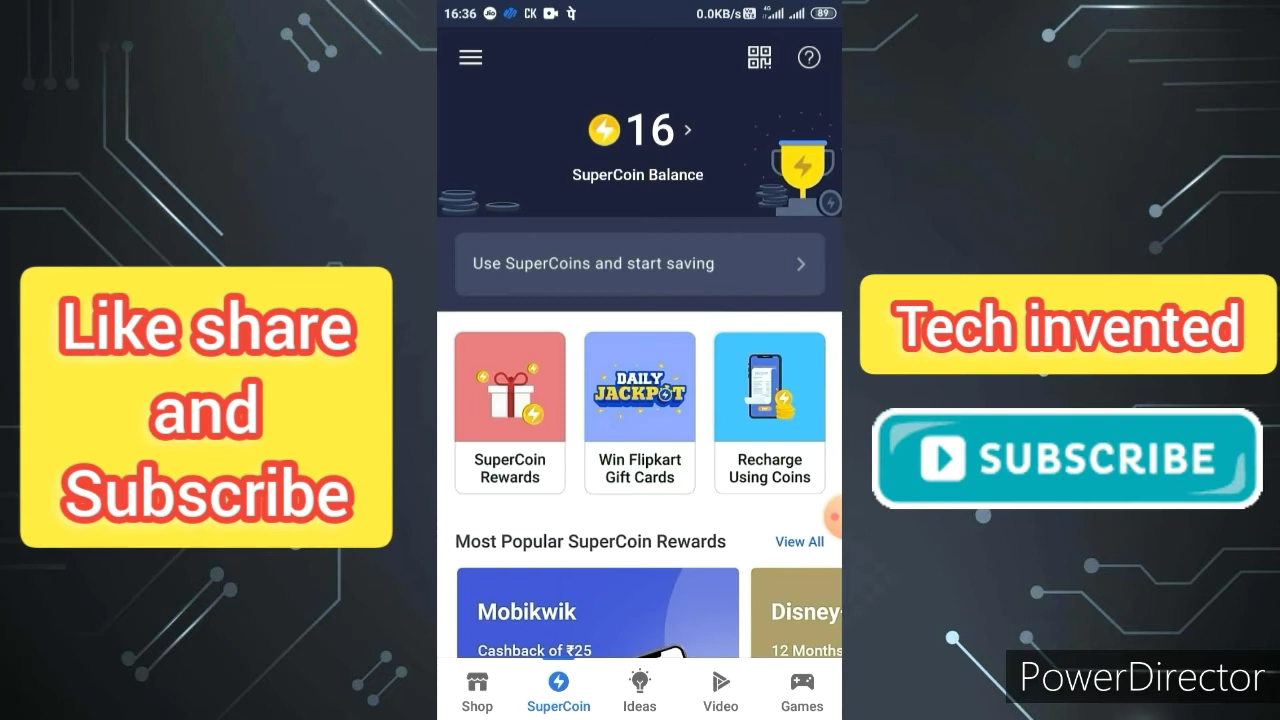 16:36 CK 0.0KB/s 4G 89
16 >
SuperCoin Balance
Use SuperCoins and start saving
SuperCoin
Rewards
DAILY
JACKPOT
Win Flipkart
Gift Cards
Recharge
Using Coins
Most Popular SuperCoin Rewards View All
Mobikwik
Cashback of ₹25
Disney-
12 Months
Shop SuperCoin Ideas Video Games
Like share
and
Subscribe
Tech invented
SUBSCRIBE
PowerDirector